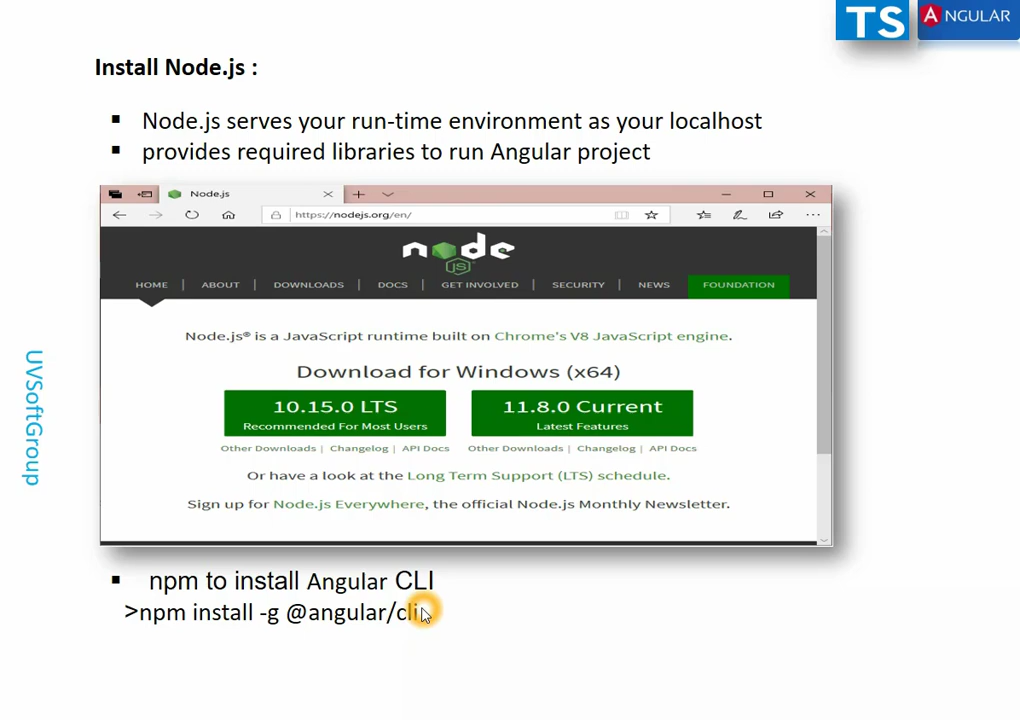 TS
ANGULAR
Install Node.js :
▪ Node.js serves your run-time environment as your localhost
▪ provides required libraries to run Angular project
Node.js
https://nodejs.org/en/
node
JS
HOME | ABOUT | DOWNLOADS | DOCS | GET INVOLVED | SECURITY | NEWS FOUNDATION
Node.js® is a JavaScript runtime built on Chrome's V8 JavaScript engine.
Download for Windows (x64)
10.15.0 LTS
Recommended For Most Users
11.8.0 Current
Latest Features
Other Downloads | Changelog | API Docs
Other Downloads | Changelog | API Docs
Or have a look at the Long Term Support (LTS) schedule.
Sign up for Node.js Everywhere, the official Node.js Monthly Newsletter.
▪ npm to install Angular CLI
>npm install -g @angular/cli
UVSoftGroup